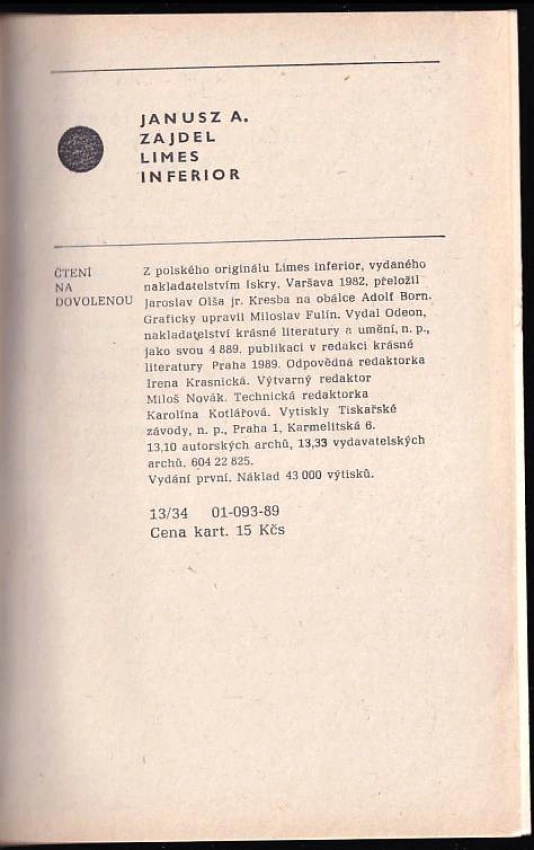 JANUSZ A.
ZAJDEL
LIMES
INFERIOR
ČTENÍ
NA
DOVOLENOU
Z polského originálu Limes inferior, vydaného
nakladatelstvím Iskry, Varšava 1982, přeložil
Jaroslav Olša jr. Kresba na obálce Adolf Born.
Graficky upravil Miloslav Fulín. Vydal Odeon,
nakladatelství krásné literatury a umění, n. p.,
jako svou 4 889. publikaci v redakci krásné
literatury Praha 1989. Odpovědná redaktorka
Irena Krasnická. Výtvarný redaktor
Miloš Novák. Technická redaktorka
Karolína Kotlářová. Vytiskly Tiskařské
závody, n. p., Praha 1, Karmelitská 6.
13,10 autorských archů, 13,33 vydavatelských
archů. 604 22 825.
Vydání první. Náklad 43 000 výtisků.
13/34 01-093-89
Cena kart. 15 Kčs